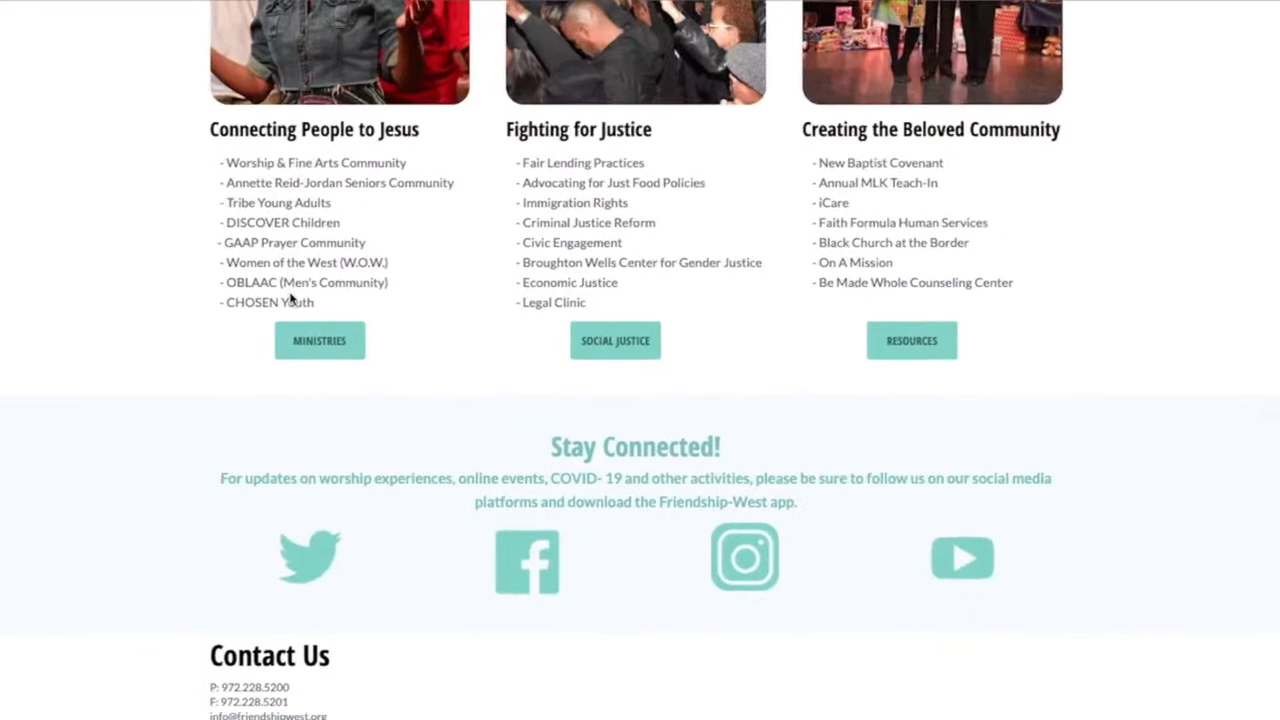 Connecting People to Jesus
- Worship & Fine Arts Community
- Annette Reid-Jordan Seniors Community
- Tribe Young Adults
- DISCOVER Children
- GAAP Prayer Community
- Women of the West (W.O.W.)
- OBLAAC (Men's Community)
- CHOSEN Youth
MINISTRIES
Fighting for Justice
- Fair Lending Practices
- Advocating for Just Food Policies
- Immigration Rights
- Criminal Justice Reform
- Civic Engagement
- Broughton Wells Center for Gender Justice
- Economic Justice
- Legal Clinic
SOCIAL JUSTICE
Creating the Beloved Community
- New Baptist Covenant
- Annual MLK Teach-In
- iCare
- Faith Formula Human Services
- Black Church at the Border
- On A Mission
- Be Made Whole Counseling Center
RESOURCES
Stay Connected!
For updates on worship experiences, online events, COVID- 19 and other activities, please be sure to follow us on our social media
platforms and download the Friendship-West app.
Contact Us
P: 972.228.5200
F: 972.228.5201
info@friendshipwest.org